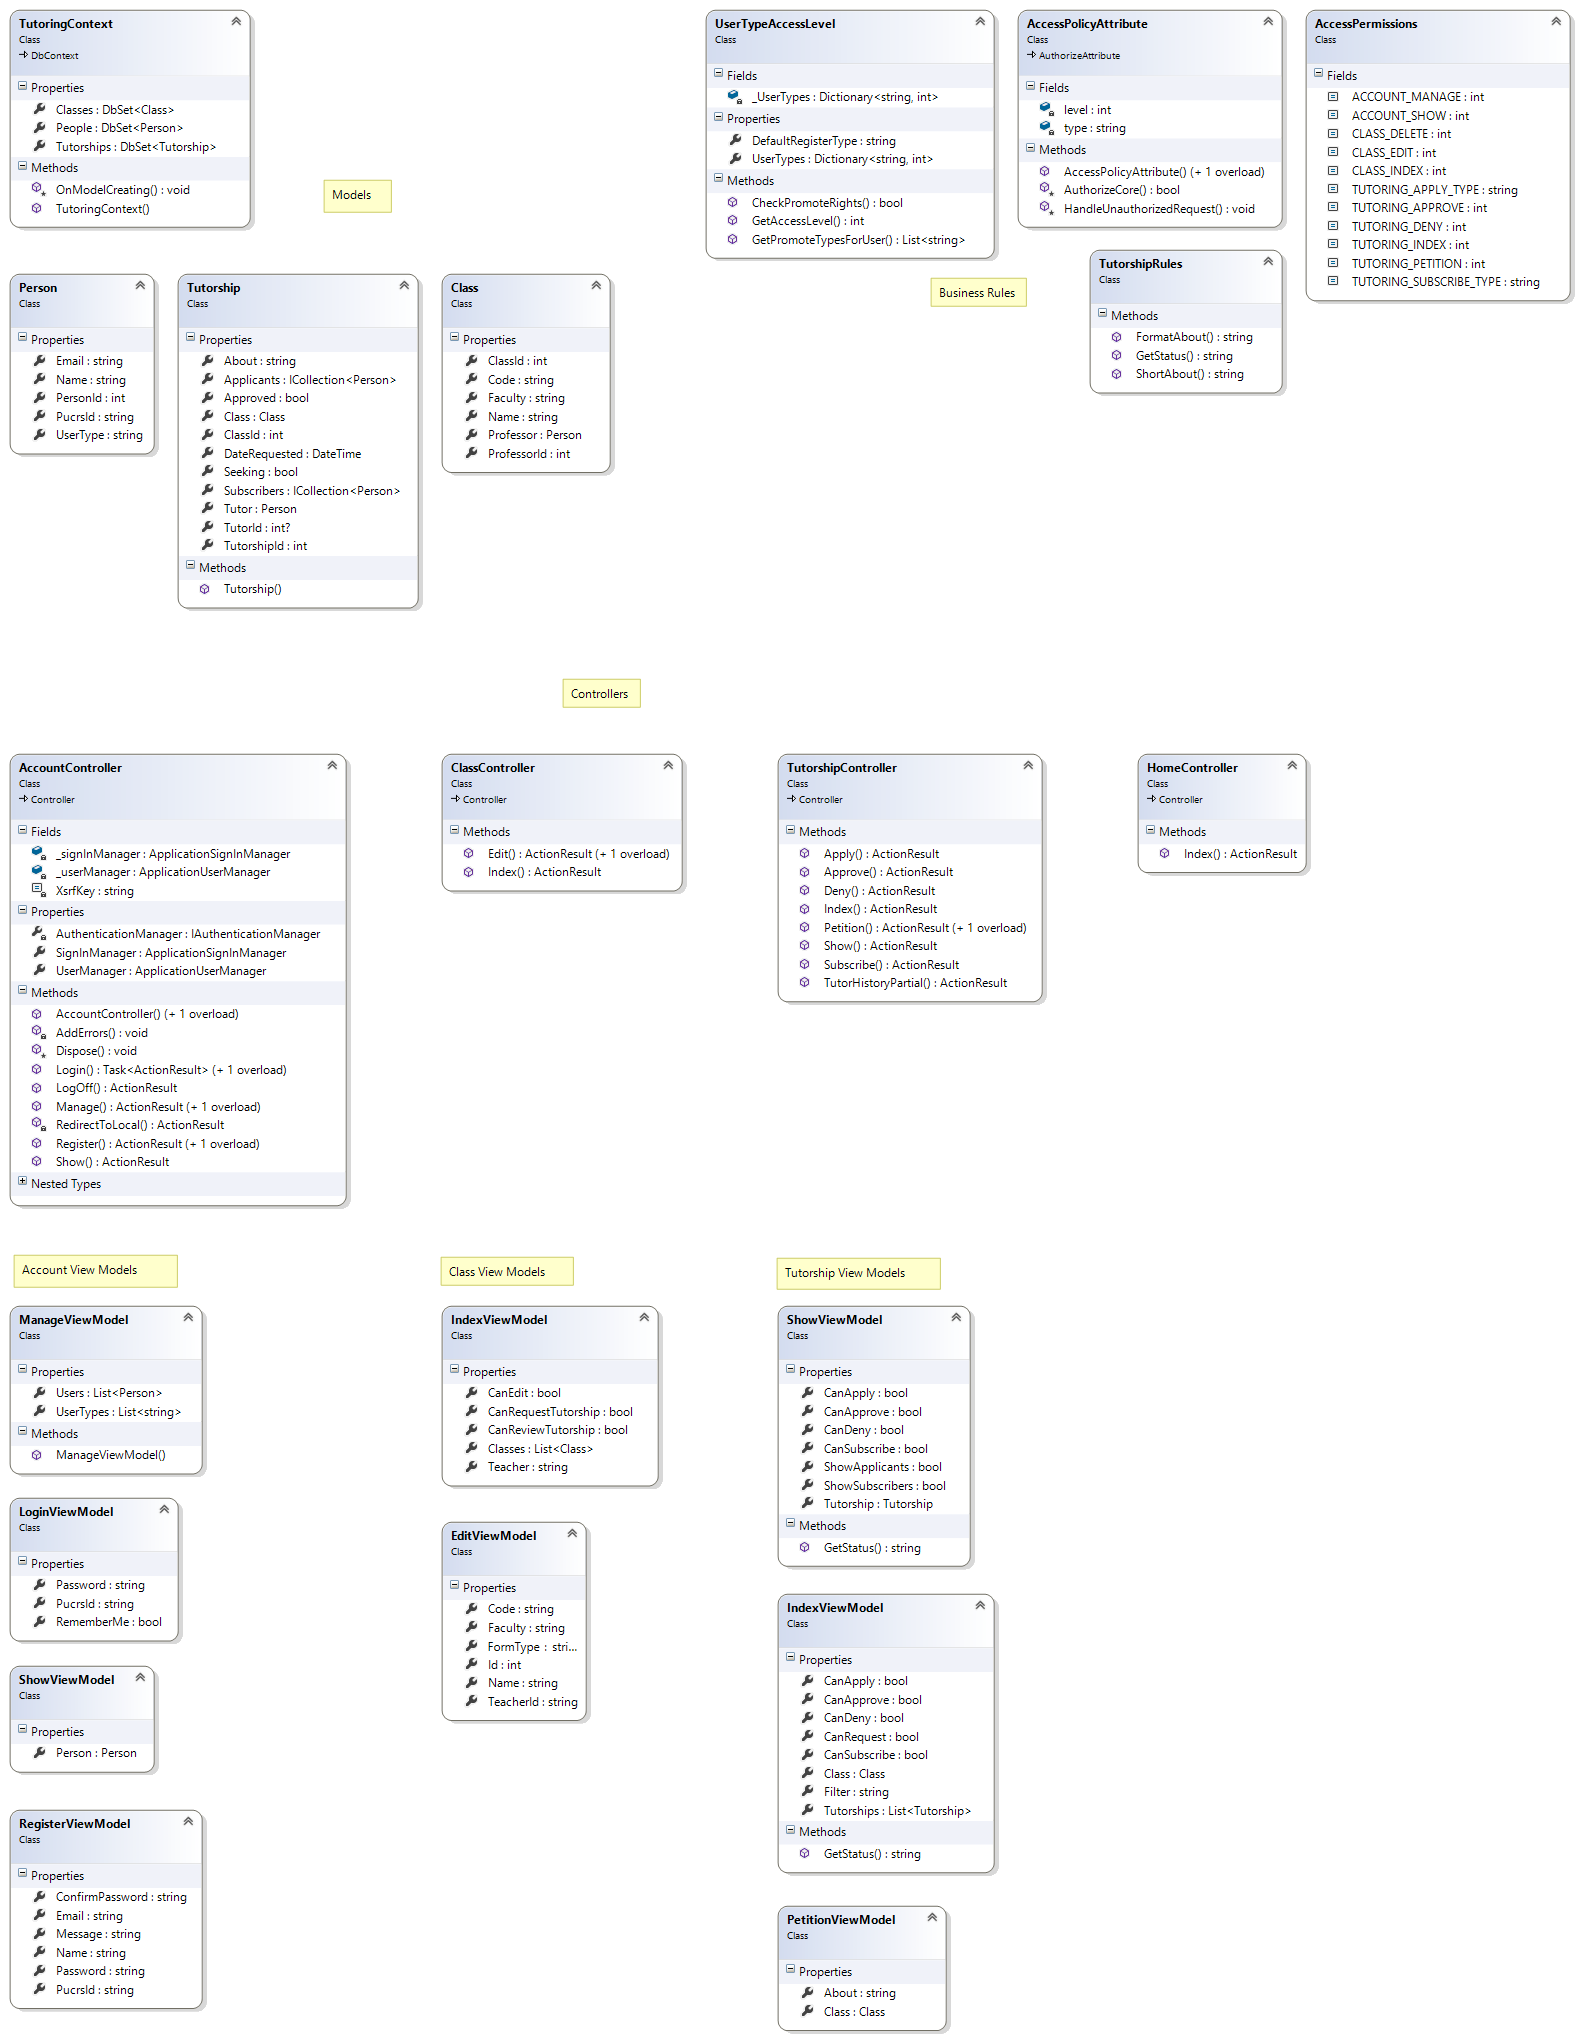 TutoringContext
Class
DbContext
Properties
Classes : DbSet<Class>
People : DbSet<Person>
Tutorships : DbSet<Tutorship>
Methods
OnModelCreating() : void
TutoringContext()
Models
UserTypeAccessLevel
Class
Fields
_UserTypes : Dictionary<string, int>
Properties
DefaultRegisterType : string
UserTypes : Dictionary<string, int>
Methods
CheckPromoteRights() : bool
GetAccessLevel() : int
GetPromoteTypesForUser() : List<string>
AccessPolicyAttribute
Class
AuthorizeAttribute
Fields
level : int
type : string
Methods
AccessPolicyAttribute() (+ 1 overload)
AuthorizeCore() : bool
HandleUnauthorizedRequest() : void
AccessPermissions
Class
Fields
ACCOUNT_MANAGE : int
ACCOUNT_SHOW : int
CLASS_DELETE : int
CLASS_EDIT : int
CLASS_INDEX : int
TUTORING_APPLY_TYPE : string
TUTORING_APPROVE : int
TUTORING_DENY : int
TUTORING_INDEX : int
TUTORING_PETITION : int
TUTORING_SUBSCRIBE_TYPE : string
Business Rules
TutorshipRules
Class
Methods
FormatAbout() : string
GetStatus() : string
ShortAbout() : string
Person
Class
Properties
Email : string
Name : string
PersonId : int
PucrsId : string
UserType : string
Tutorship
Class
Properties
About : string
Applicants : ICollection<Person>
Approved : bool
Class : Class
ClassId : int
DateRequested : DateTime
Seeking : bool
Subscribers : ICollection<Person>
Tutor : Person
TutorId : int?
TutorshipId : int
Methods
Tutorship()
Class
Class
Properties
ClassId : int
Code : string
Faculty : string
Name : string
Professor : Person
ProfessorId : int
Controllers
AccountController
Class
Controller
Fields
_signInManager : ApplicationSignInManager
_userManager : ApplicationUserManager
XsrfKey : string
Properties
AuthenticationManager : IAuthenticationManager
SignInManager : ApplicationSignInManager
UserManager : ApplicationUserManager
Methods
AccountController() (+ 1 overload)
AddErrors() : void
Dispose() : void
Login() : Task<ActionResult> (+ 1 overload)
LogOff() : ActionResult
Manage() : ActionResult (+ 1 overload)
RedirectToLocal() : ActionResult
Register() : ActionResult (+ 1 overload)
Show() : ActionResult
Nested Types
ClassController
Class
Controller
Methods
Edit() : ActionResult (+ 1 overload)
Index() : ActionResult
TutorshipController
Class
Controller
Methods
Apply() : ActionResult
Approve() : ActionResult
Deny() : ActionResult
Index() : ActionResult
Petition() : ActionResult (+ 1 overload)
Show() : ActionResult
Subscribe() : ActionResult
TutorHistoryPartial() : ActionResult
HomeController
Class
Controller
Methods
Index() : ActionResult
Account View Models
ManageViewModel
Class
Properties
Users : List<Person>
UserTypes : List<string>
Methods
ManageViewModel()
LoginViewModel
Class
Properties
Password : string
PucrsId : string
RememberMe : bool
ShowViewModel
Class
Properties
Person : Person
RegisterViewModel
Class
Properties
ConfirmPassword : string
Email : string
Message : string
Name : string
Password : string
PucrsId : string
Class View Models
IndexViewModel
Class
Properties
CanEdit : bool
CanRequestTutorship : bool
CanReviewTutorship : bool
Classes : List<Class>
Teacher : string
EditViewModel
Class
Properties
Code : string
Faculty : string
FormType : stri...
Id : int
Name : string
TeacherId : string
Tutorship View Models
ShowViewModel
Class
Properties
CanApply : bool
CanApprove : bool
CanDeny : bool
CanSubscribe : bool
ShowApplicants : bool
ShowSubscribers : bool
Tutorship : Tutorship
Methods
GetStatus() : string
IndexViewModel
Class
Properties
CanApply : bool
CanApprove : bool
CanDeny : bool
CanRequest : bool
CanSubscribe : bool
Class : Class
Filter : string
Tutorships : List<Tutorship>
Methods
GetStatus() : string
PetitionViewModel
Class
Properties
About : string
Class : Class